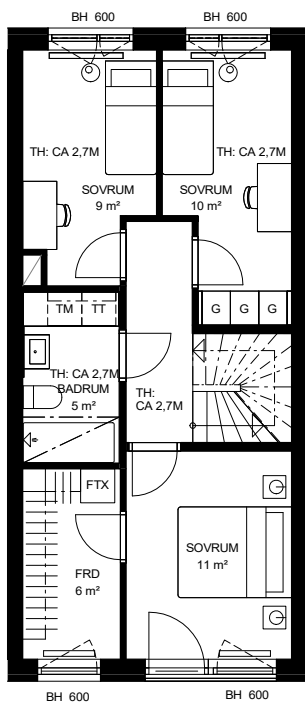 BH 600
BH 600
TH: CA 2,7M
TH: CA 2,7M
SOVRUM
9 m²
SOVRUM
10 m²
TM
TT
G
G
G
TH: CA 2,7M
BADRUM
5 m²
TH:
CA 2,7M
FTX
SOVRUM
11 m²
FRD
6 m²
BH 600
BH 600